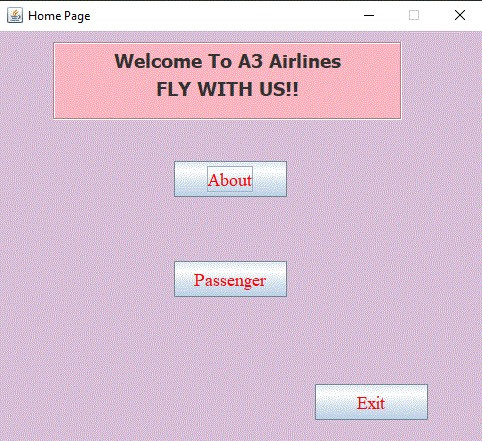 Home Page
Welcome To A3 Airlines
FLY WITH US!!
About
Passenger
Exit